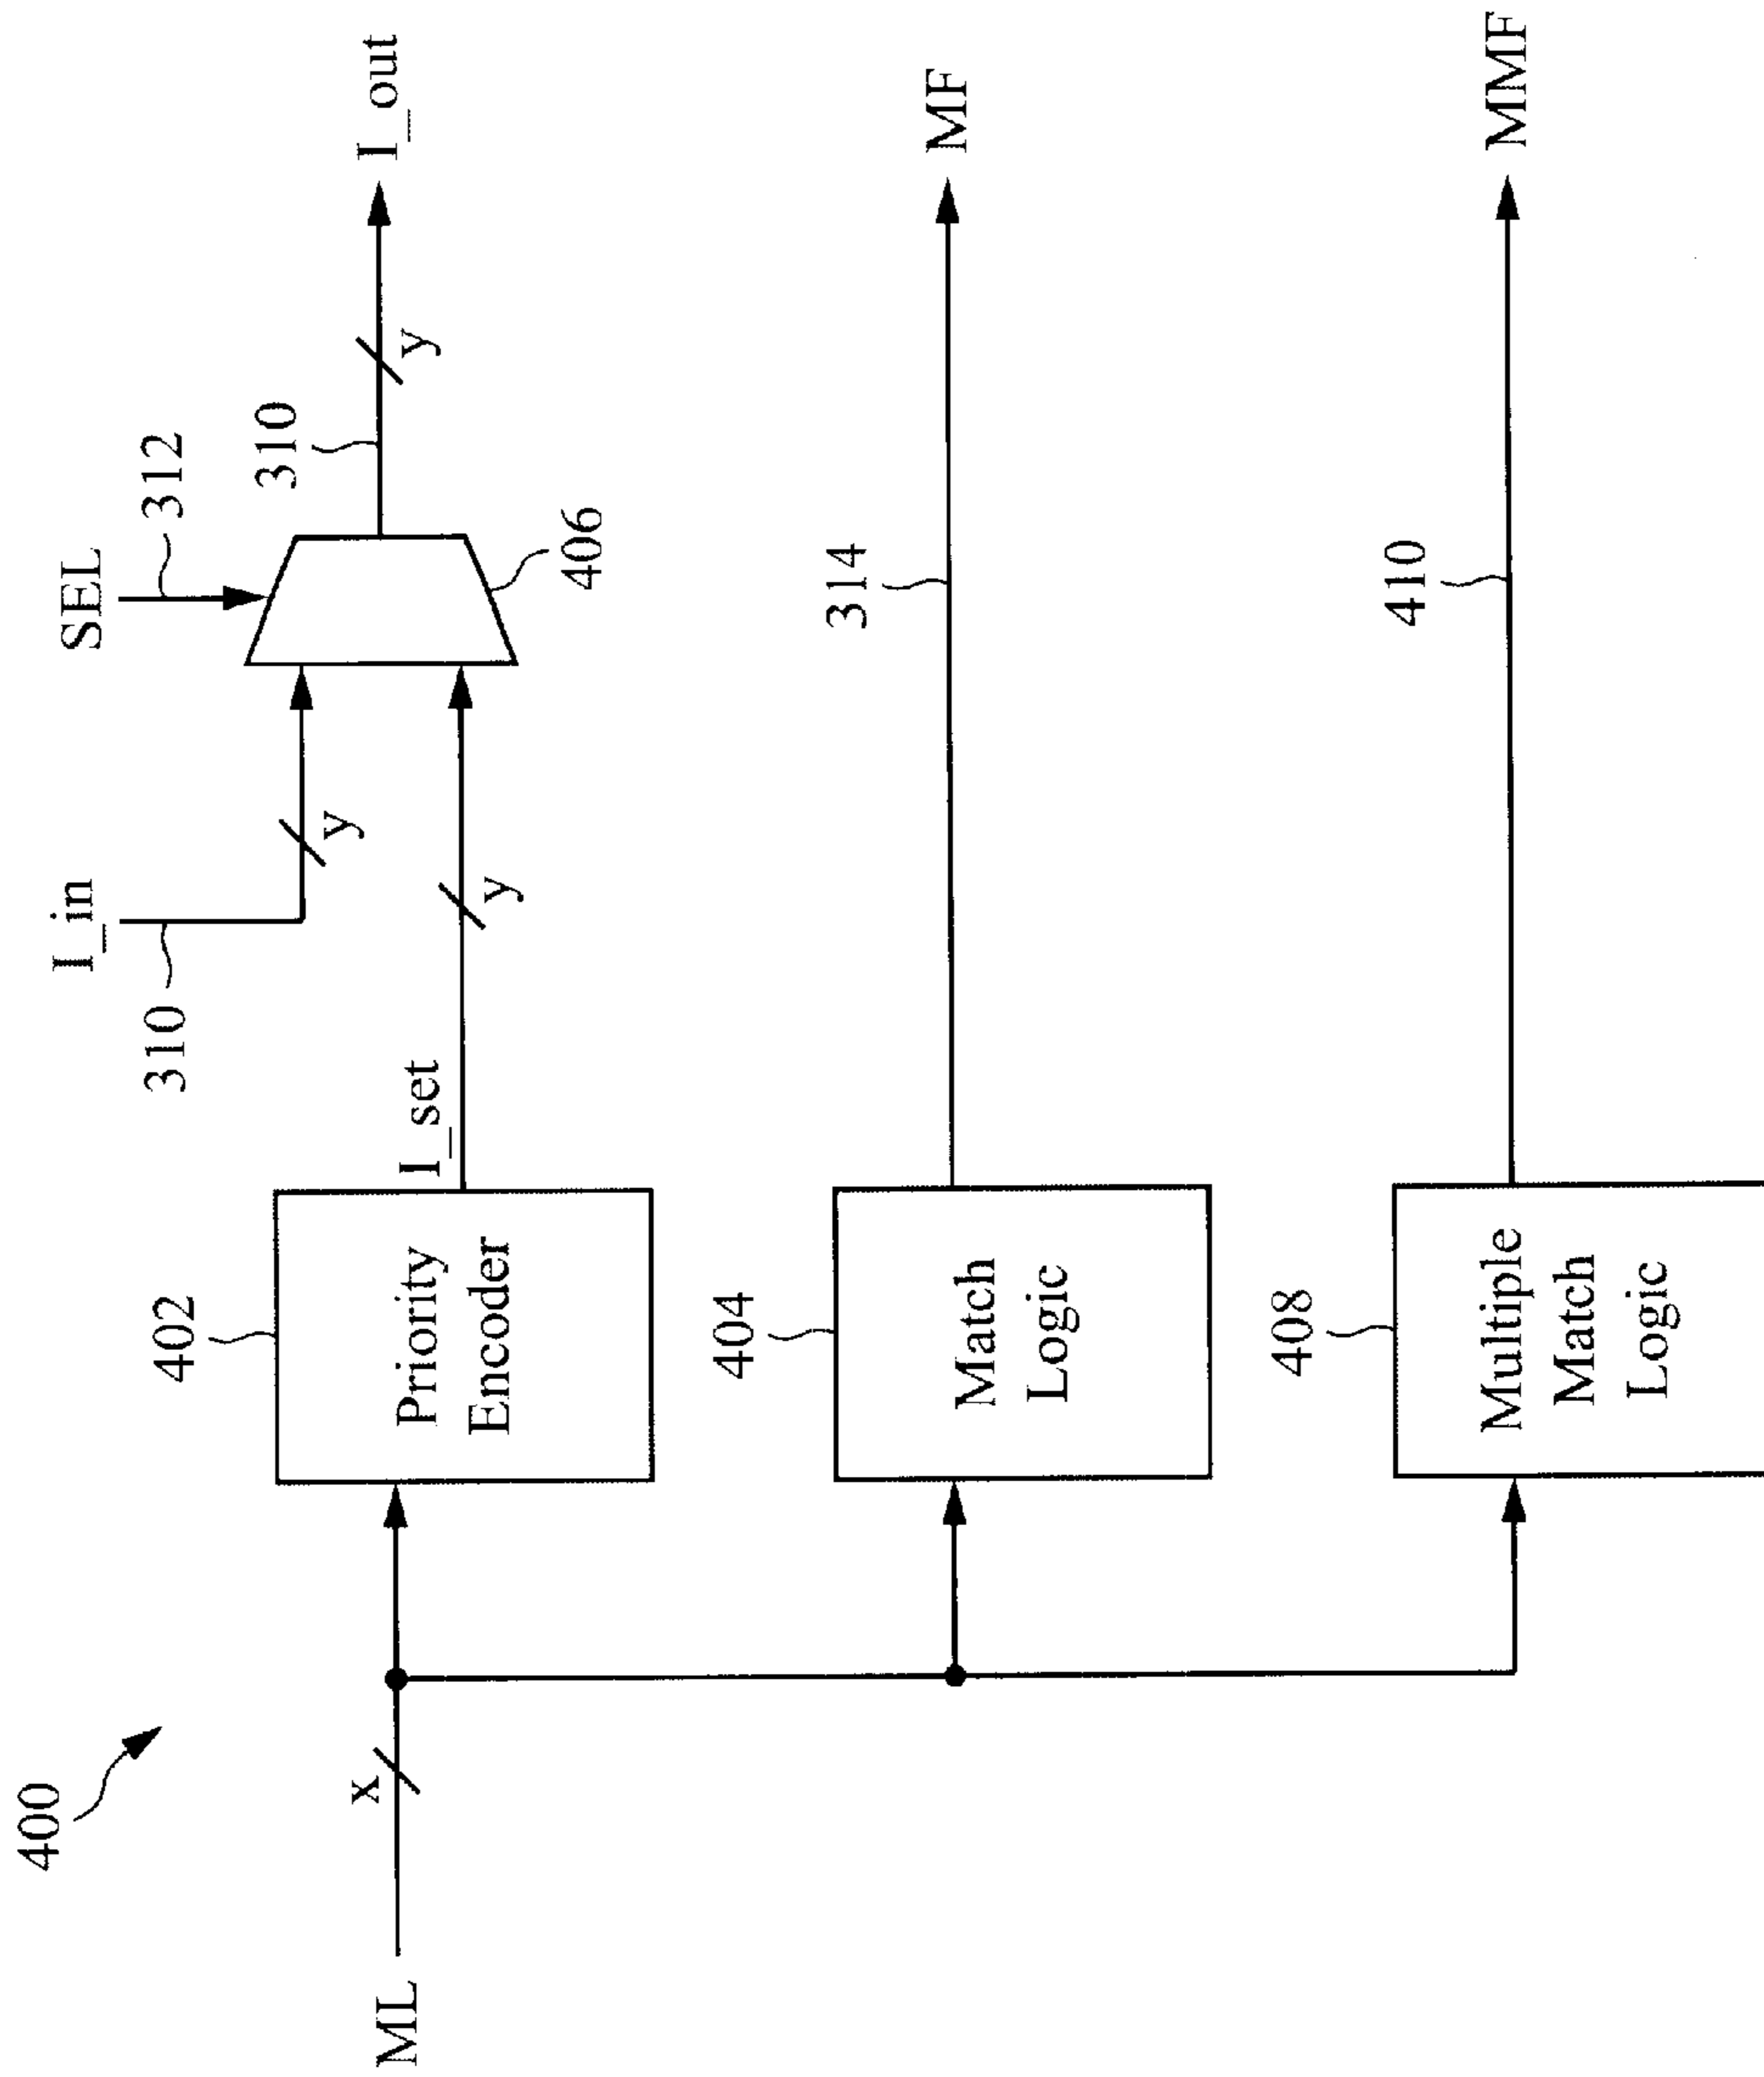 400
ML
x
402
Priority
Encoder
I_set
y
I_in
310
y
SEL
312
406
310
y
I_out
404
Match
Logic
314
MF
408
Multiple
Match
Logic
410
MMF